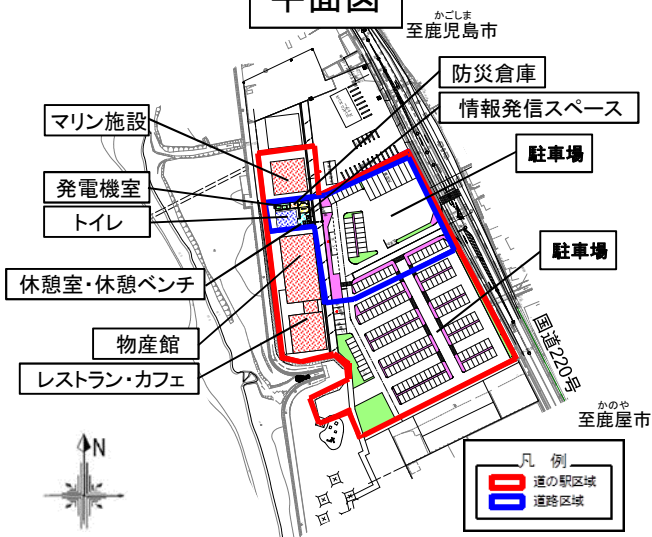 平面図
かごしま
至鹿児島市
防災倉庫
情報発信スペース
マリン施設
駐車場
発電機室
トイレ
駐車場
休憩室・休憩ベンチ
物産館
レストラン・カフェ
国道220号
かのや
至鹿屋市
N
凡 例
道の駅区域
道路区域